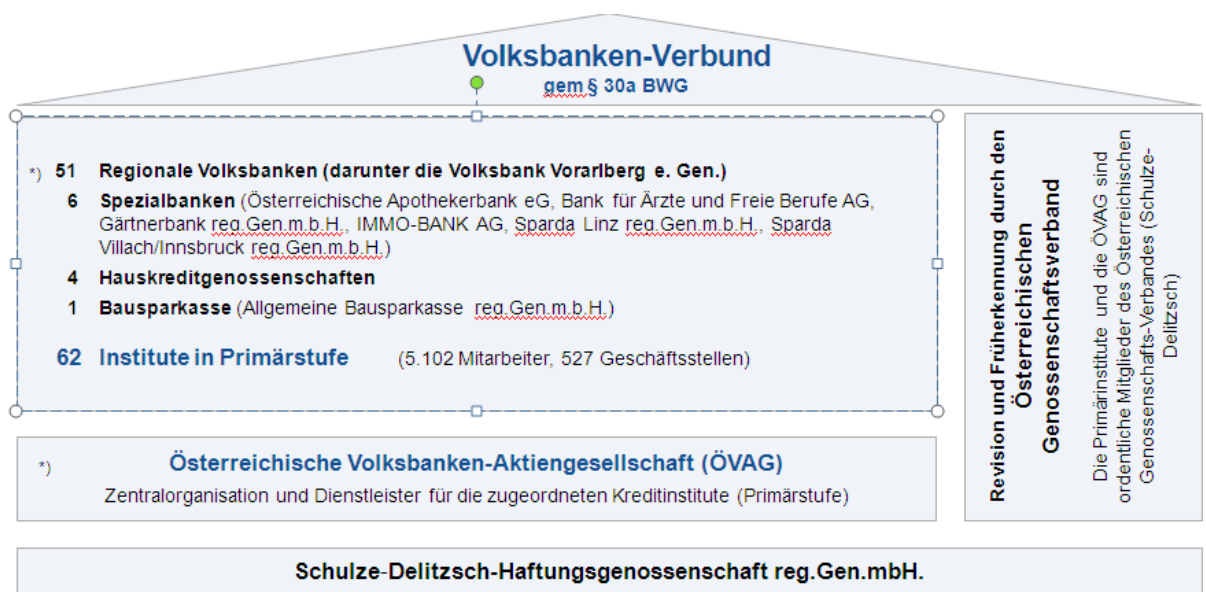 Volksbanken-Verbund
gem § 30a BWG
*) 51 Regionale Volksbanken (darunter die Volksbank Vorarlberg e. Gen.)
6 Spezialbanken (Österreichische Apothekerbank eG, Bank für Ärzte und Freie Berufe AG,
Gärtnerbank reg.Gen.m.b.H., IMMO-BANK AG, Sparda Linz reg.Gen.m.b.H., Sparda
Villach/Innsbruck reg.Gen.m.b.H.)
4 Hauskreditgenossenschaften
1 Bausparkasse (Allgemeine Bausparkasse reg.Gen.m.b.H.)
62 Institute in Primärstufe (5.102 Mitarbeiter, 527 Geschäftsstellen)
*) Österreichische Volksbanken-Aktiengesellschaft (ÖVAG)
Zentralorganisation und Dienstleister für die zugeordneten Kreditinstitute (Primärstufe)
Revision und Früherkennung durch den
Österreichischen
Genossenschaftsverband
Die Primärinstitute und die ÖVAG sind
ordentliche Mitglieder des Österreichischen
Genossenschafts-Verbandes (Schulze-
Delitzsch)
Schulze-Delitzsch-Haftungsgenossenschaft reg.Gen.mbH.